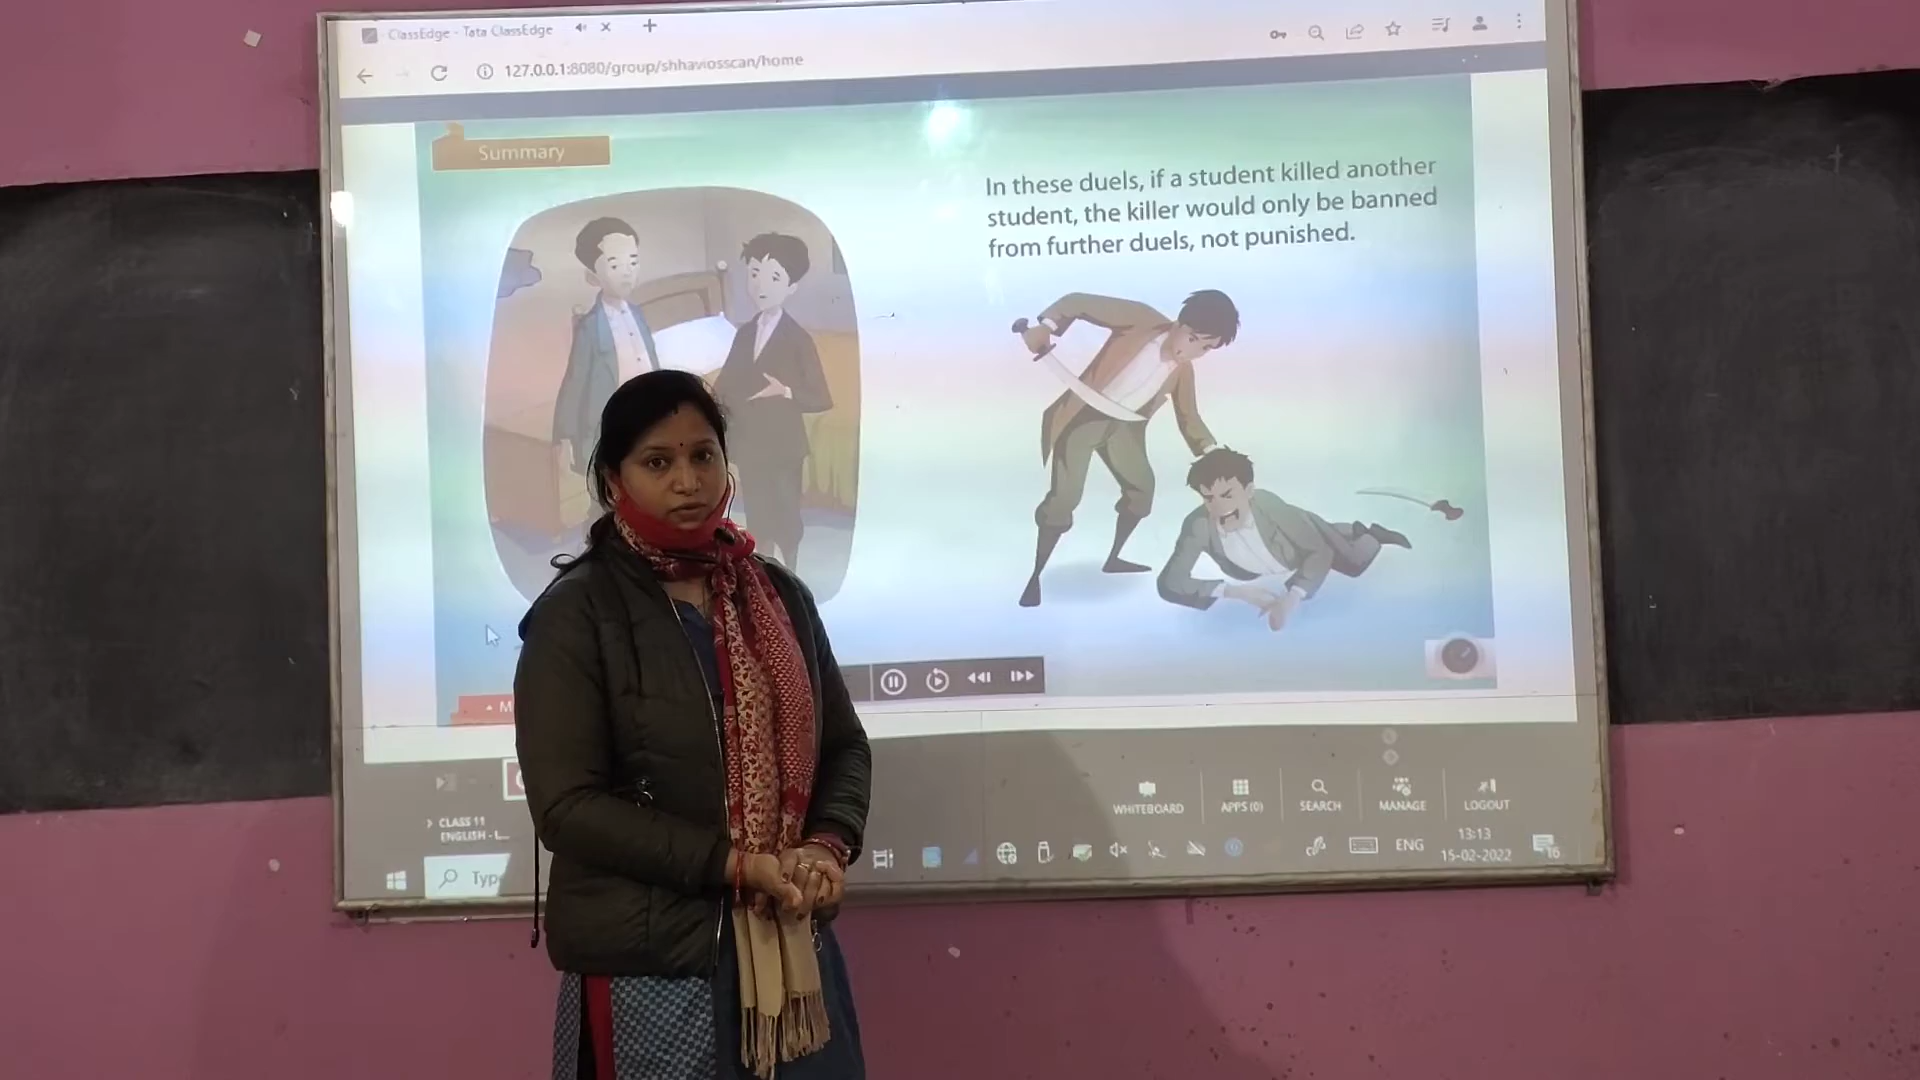 ClassEdge - Tata ClassEdge
127.0.0.1:8080/group/shhaviosscan/home
Summary
In these duels, if a student killed another
student, the killer would only be banned
from further duels, not punished.
M
WHITEBOARD
APPS (0)
SEARCH
MANAGE
LOGOUT
CLASS 11
ENGLISH - L...
Type
ENG
13:13
15-02-2022
16